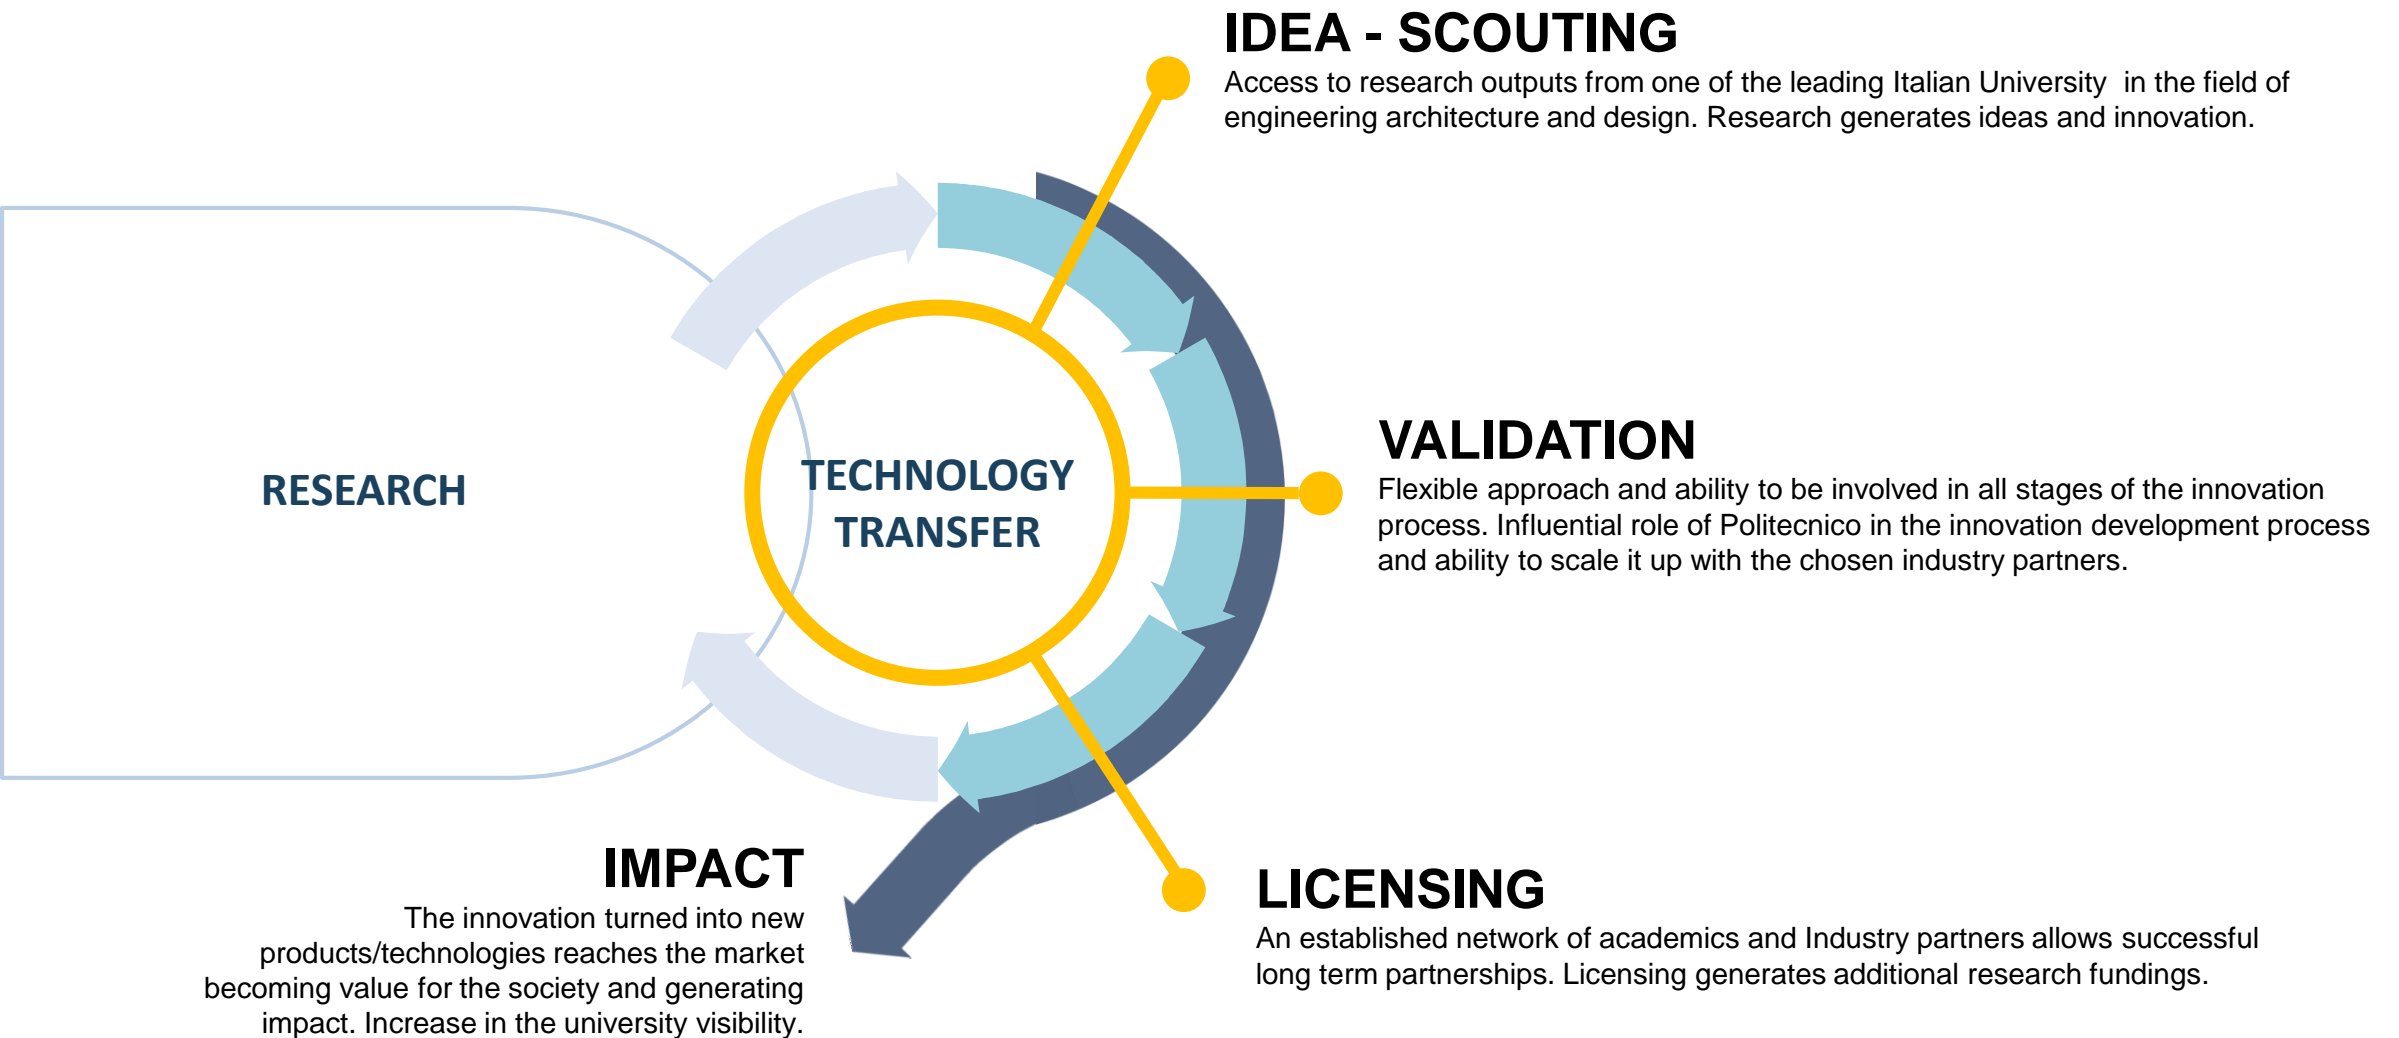 IDEA - SCOUTING
Access to research outputs from one of the leading Italian University  in the field of
engineering architecture and design. Research generates ideas and innovation.
RESEARCH
TECHNOLOGY
TRANSFER
VALIDATION
Flexible approach and ability to be involved in all stages of the innovation
process. Influential role of Politecnico in the innovation development process
and ability to scale it up with the chosen industry partners.
IMPACT
The innovation turned into new
products/technologies reaches the market
becoming value for the society and generating
impact. Increase in the university visibility.
LICENSING
An established network of academics and Industry partners allows successful
long term partnerships. Licensing generates additional research fundings.